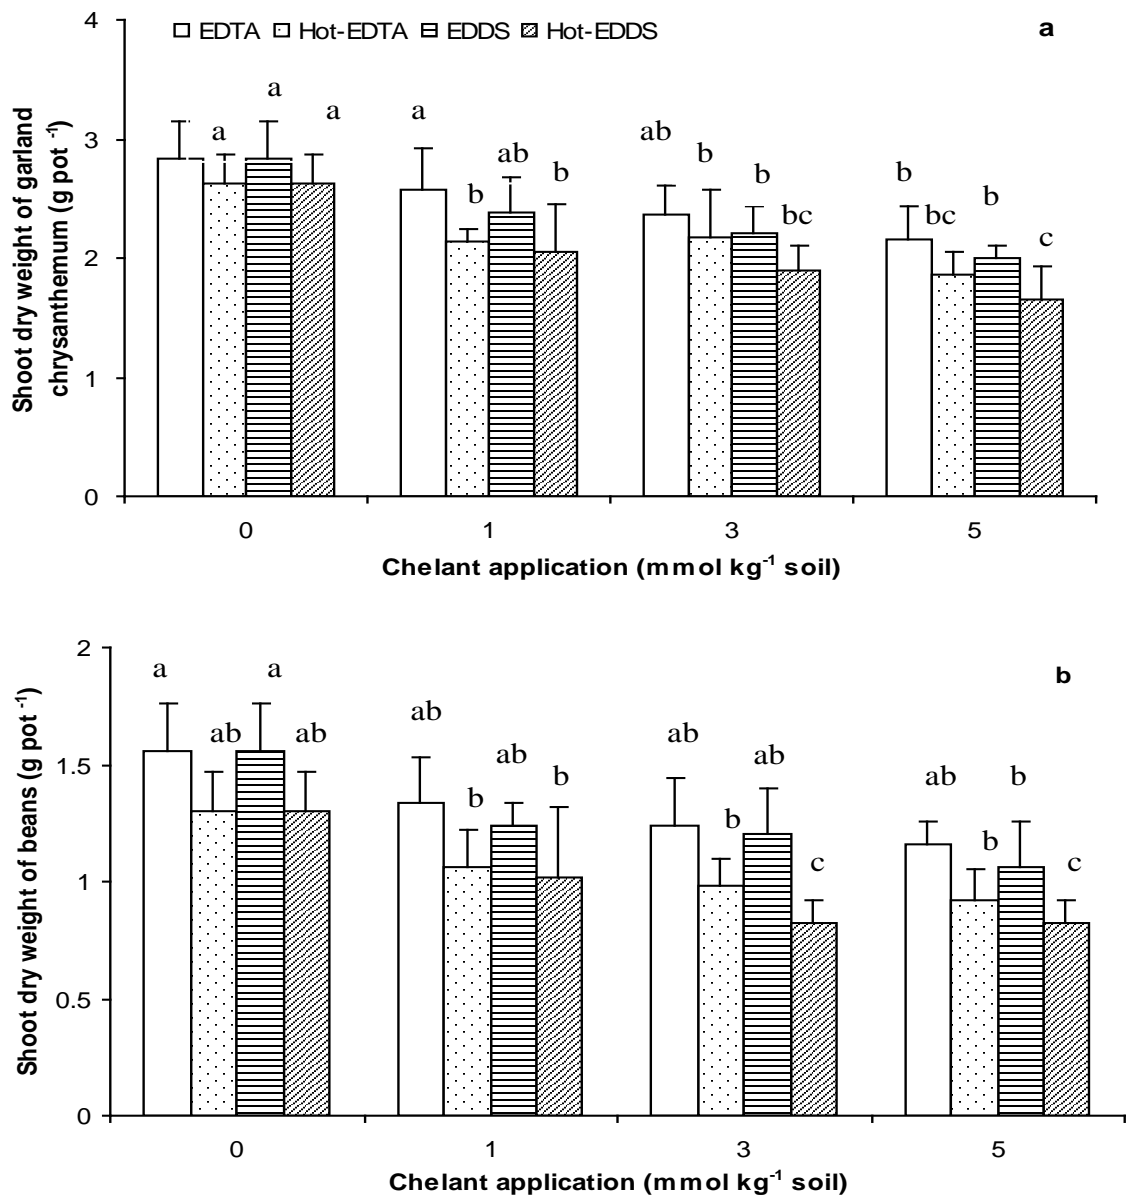 4
EDTA Hot-EDTA EDDS Hot-EDDS
a
a
a
a
a
a
b
ab
b
ab
b
b
bc
b
bc
b
c
3
2
1
0
Shoot dry weight of garland
chrysanthemum (g pot -1)
0 1 3 5
Chelant application (mmol kg-1 soil)
2
b
a
ab
a
ab
ab
b
ab
b
ab
b
ab
c
ab
b
b
c
1.5
1
0.5
0
Shoot dry weight of beans (g pot -1)
0 1 3 5
Chelant application (mmol kg-1 soil)